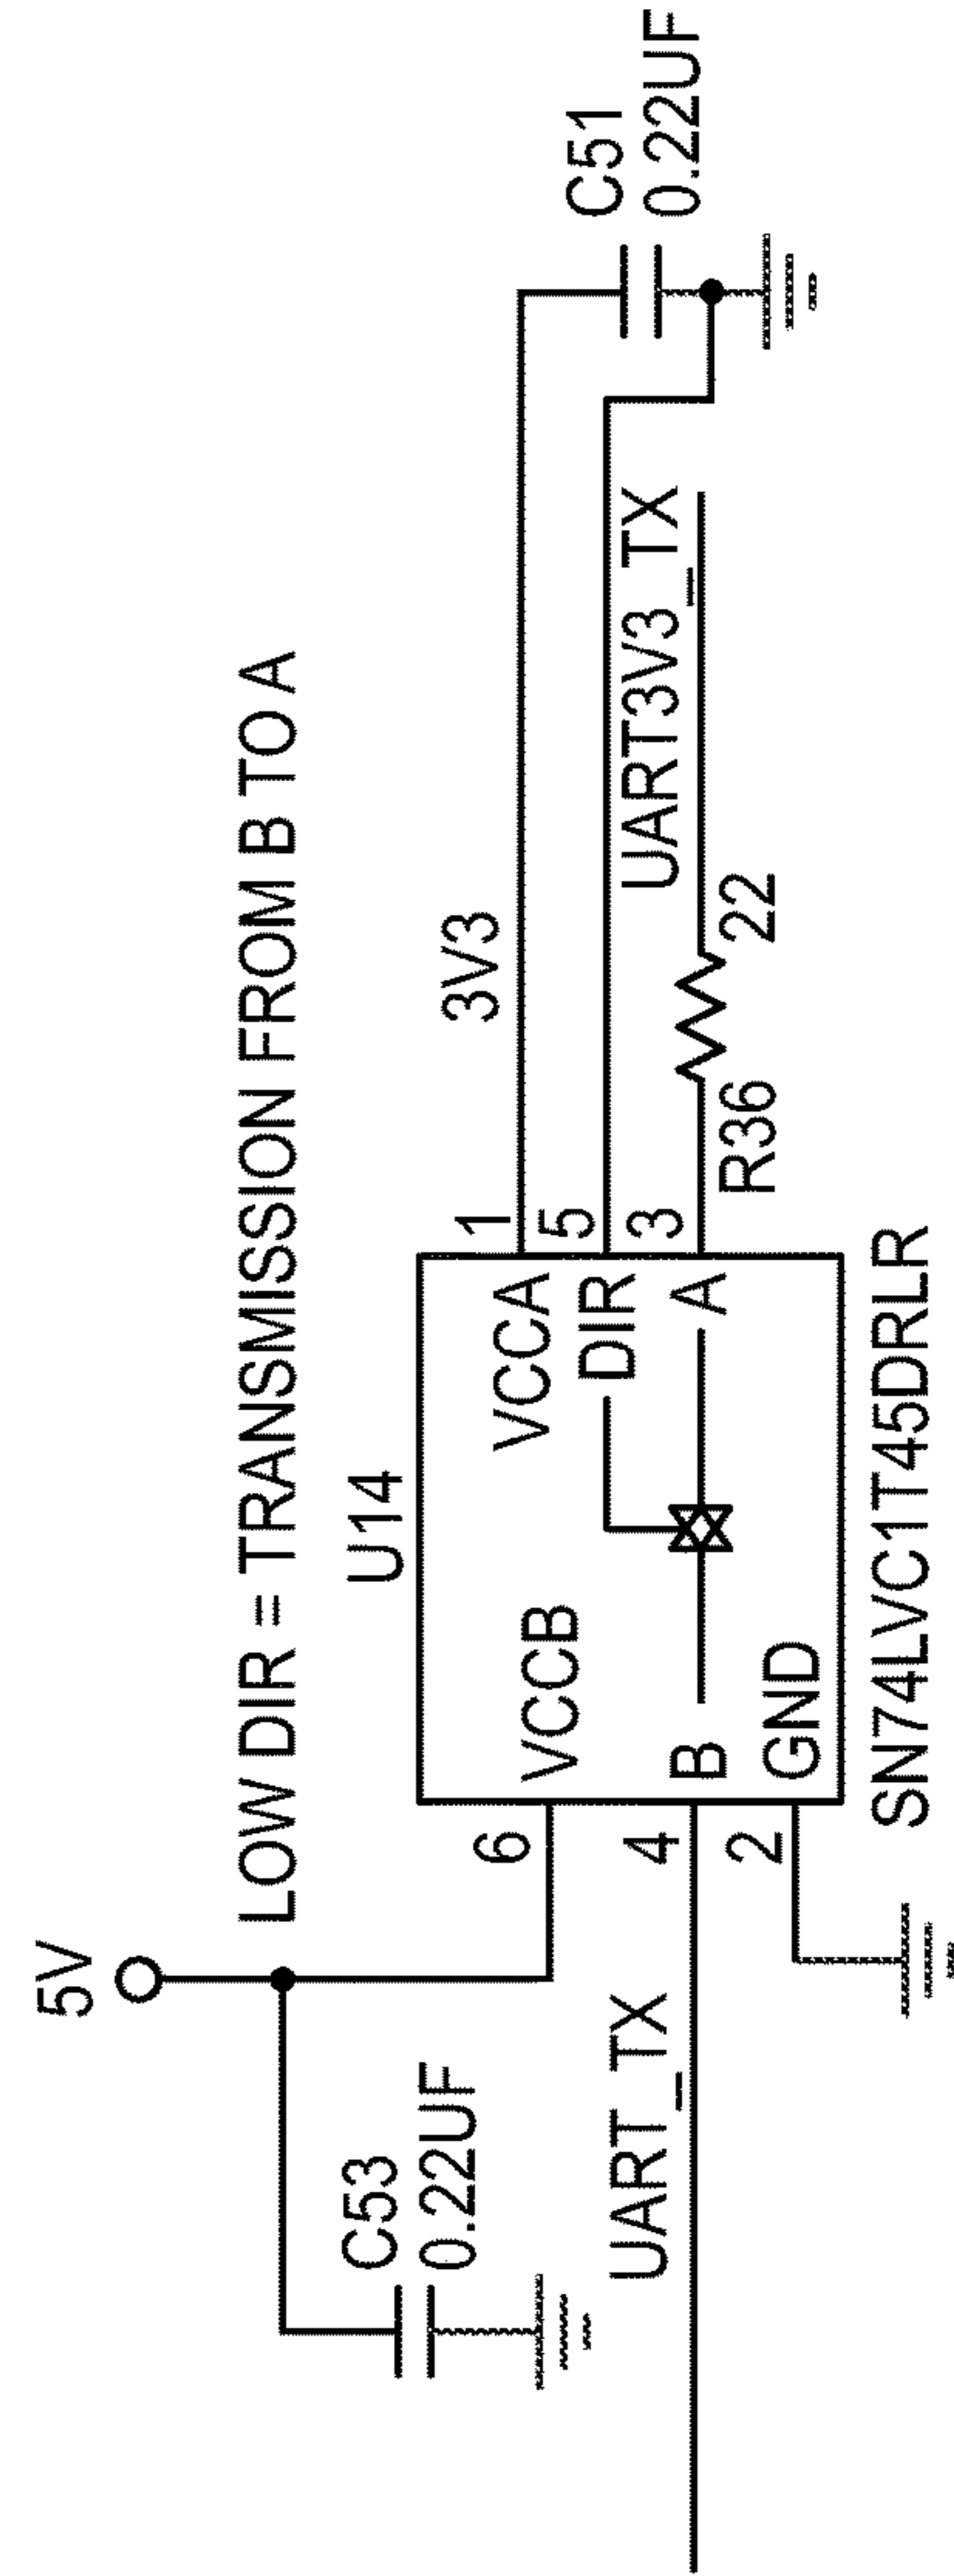 5V
LOW DIR = TRANSMISSION FROM B TO A
C53
0.22UF
U14
3V3
C51
0.22UF
6
VCCB
VCCA
1
DIR
5
UART_TX
4
B
A
3
UART3V3_TX
2
GND
R36
22
SN74LVC1T45DRLR